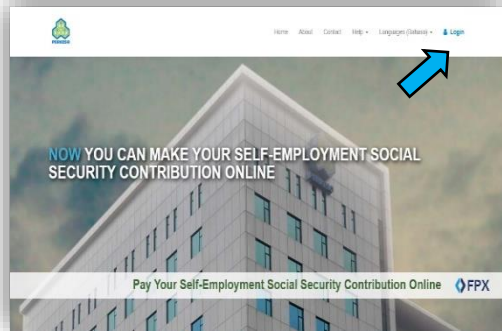 PERKESO
Home About Contact Help Languages (Bahasa) Login
NOW YOU CAN MAKE YOUR SELF-EMPLOYMENT SOCIAL
SECURITY CONTRIBUTION ONLINE
Pay Your Self-Employment Social Security Contribution Online FPX